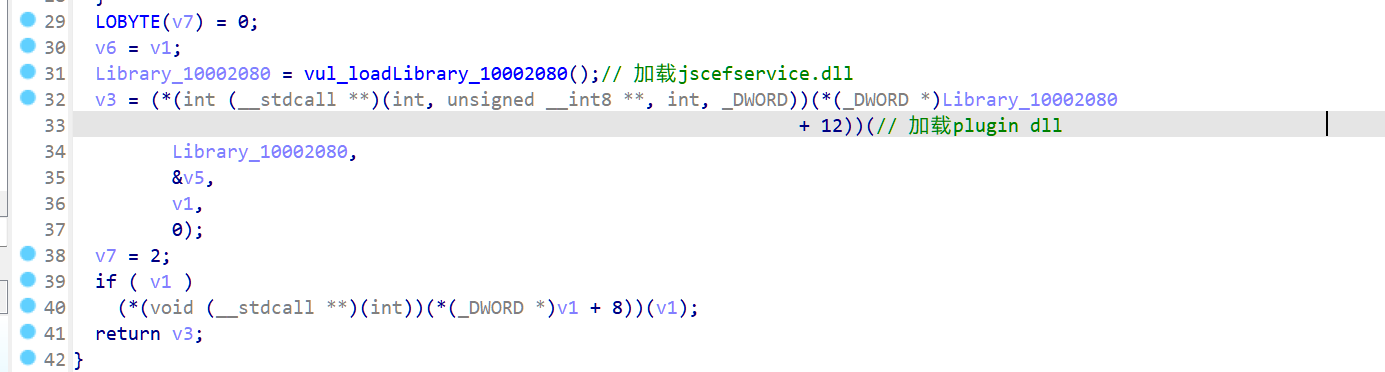 29 LOBYTE(v7) = 0;
30 v6 = v1;
31 Library_10002080 = vul_loadLibrary_10002080();// 加载jscefservice.dll
32 v3 = (*(int (__stdcall **)(int, unsigned __int8 **, int, _DWORD))(*(_DWORD *)Library_10002080
33 + 12))(// 加载plugin dll
34 Library_10002080,
35 &v5,
36 v1,
37 0);
38 v7 = 2;
39 if ( v1 )
40 (*(void (__stdcall **)(int))(*(_DWORD *)v1 + 8))(v1);
41 return v3;
42 }